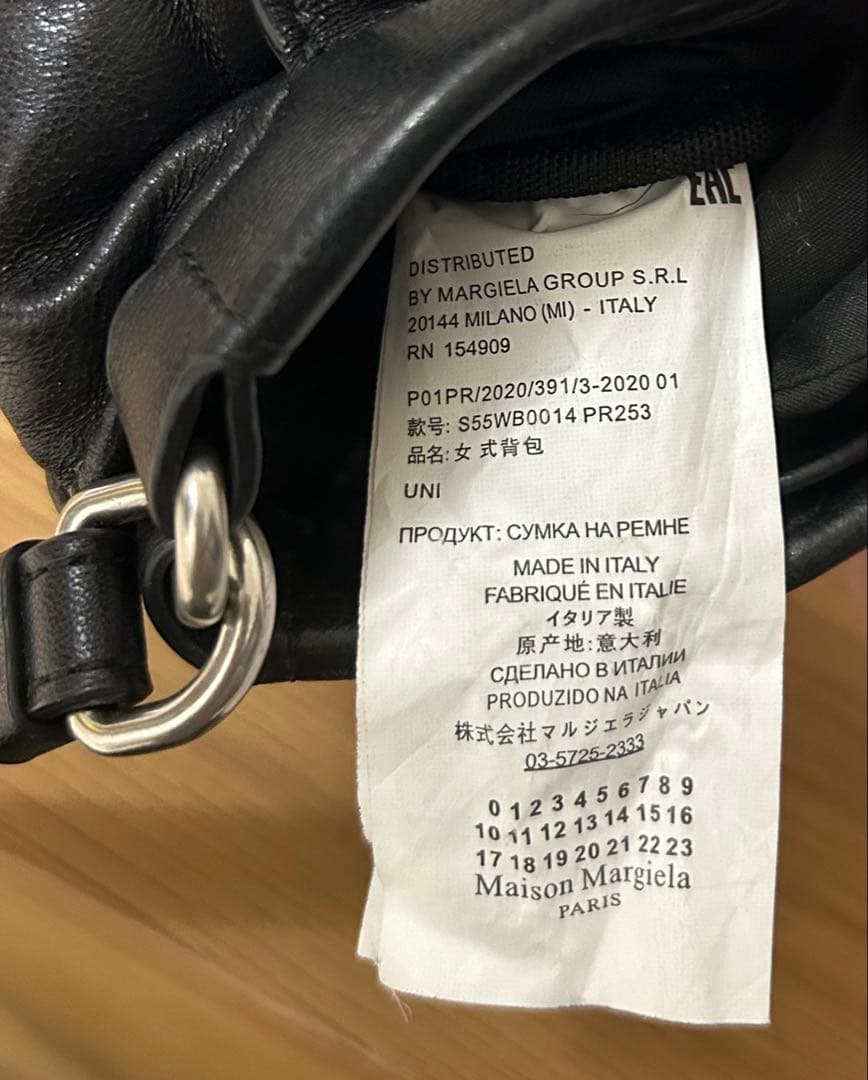 EAC
DISTRIBUTED
BY MARGIELA GROUP S.R.L
20144 MILANO (MI) - ITALY
RN 154909
P01PR/2020/391/3-2020 01
款号: S55WB0014 PR253
品名: 女 式背包
UNI
ПРОДУКТ: СУМКА НА РЕМНЕ
MADE IN ITALY
FABRIQUÉ EN ITALIE
イタリア製
原产地: 意大利
СДЕЛАНО В ИТАЛИИ
PRODUZIDO NA ITALIA
株式会社マルジェラジャパン
03-5725-2333
0 1 2 3 4 5 6 7 8 9
10 11 12 13 14 15 16
17 18 19 20 21 22 23
Maison Margiela
PARIS